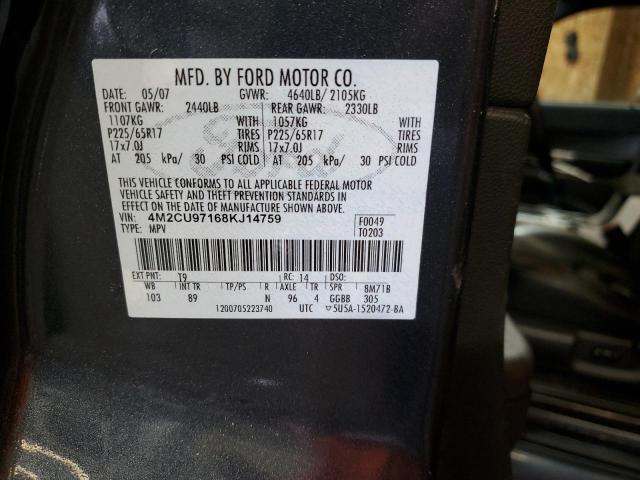 MFD. BY FORD MOTOR CO.
DATE: 05/07 GVWR: 4640LB/ 2105KG
FRONT GAWR: 2440LB REAR GAWR: 2330LB
1107KG WITH 1057KG WITH
P225/65R17 TIRES P225/65R17 TIRES
17x7.0J RIMS 17x7.0J RIMS
AT 205 kPa/ 30 PSI COLD AT 205 kPa/ 30 PSI COLD
Ford
THIS VEHICLE CONFORMS TO ALL APPLICABLE FEDERAL MOTOR
VEHICLE SAFETY AND THEFT PREVENTION STANDARDS IN
EFFECT ON THE DATE OF MANUFACTURE SHOWN ABOVE.
VIN: 4M2CU97168KJ14759 F0049
TYPE: MPV T0203
EXT PNT: T9 RC: 14 DSO:
WB INT TR TP/PS R AXLE TR SPR 8M71B
103 89 N 96 4 GGBB 305
1200705223740 UTC ▽5U5A-1520472-BA